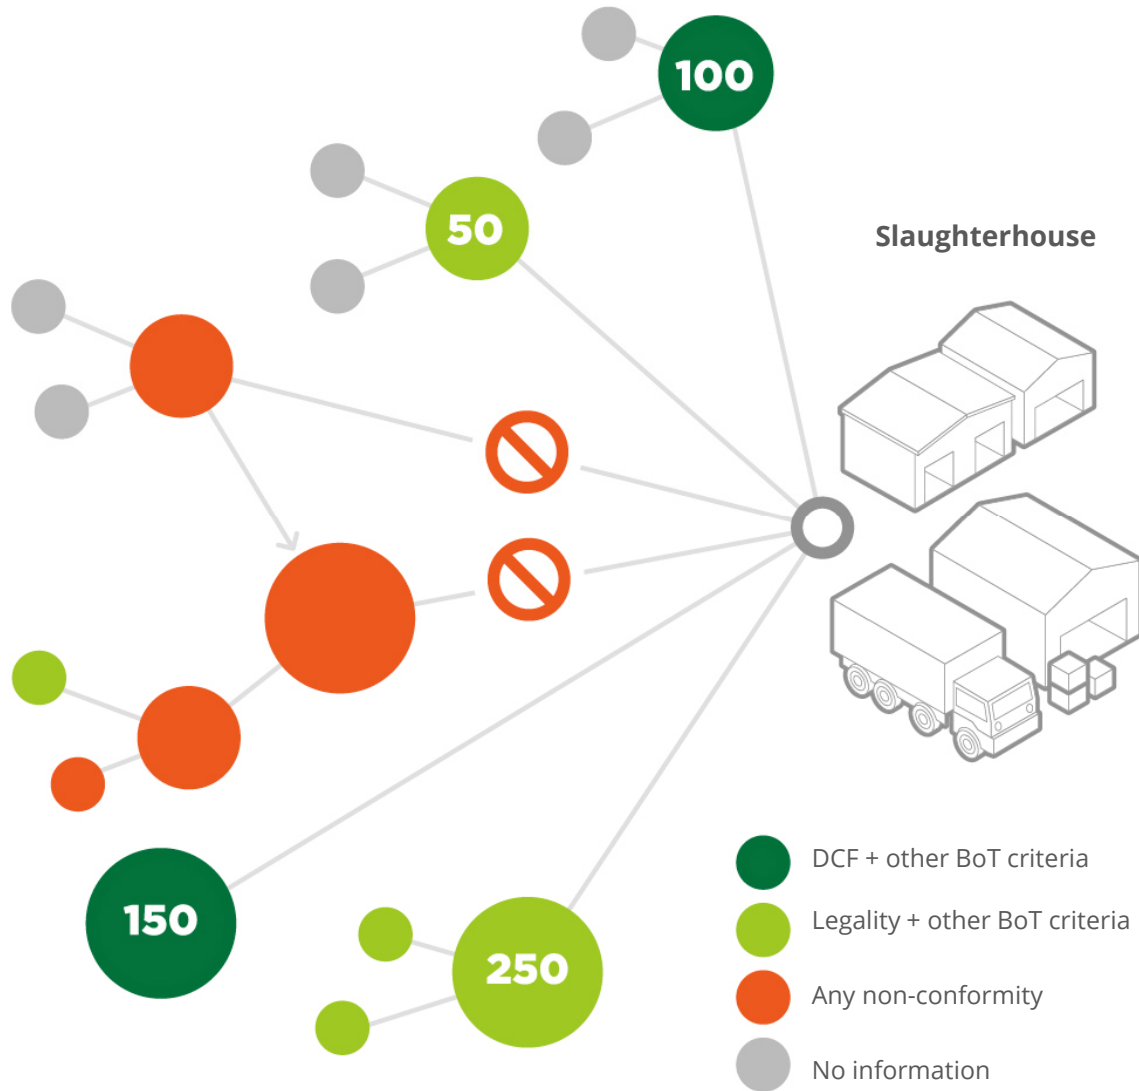 100
50
Slaughterhouse
150
250
DCF + other BoT criteria
Legality + other BoT criteria
Any non-conformity
No information